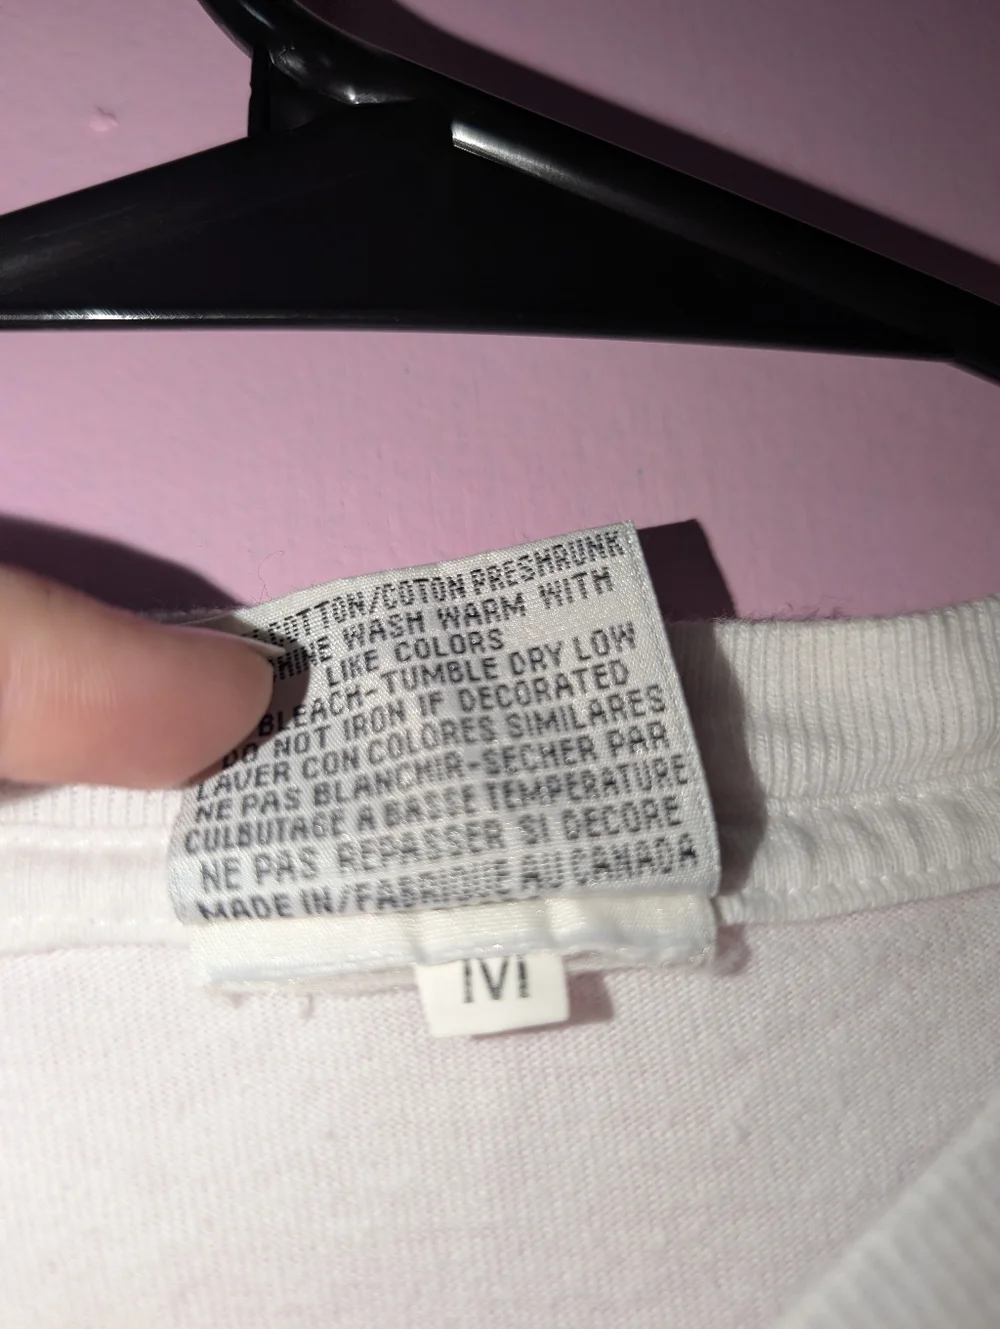 COTTON/COTON PRESHRUNK
WASH WARM WITH
LIKE COLORS
BLEACH-TUMBLE DRY LOW
DO NOT IRON IF DECORATED
LAVER CON COLORES SIMILARES
NE PAS BLANCHIR-SECHER PAR
CULBUTAGE A BASSE TEMPERATURE
NE PAS REPASSER SI DECORE
MADE IN/FABRIQUE AU CANADA
M